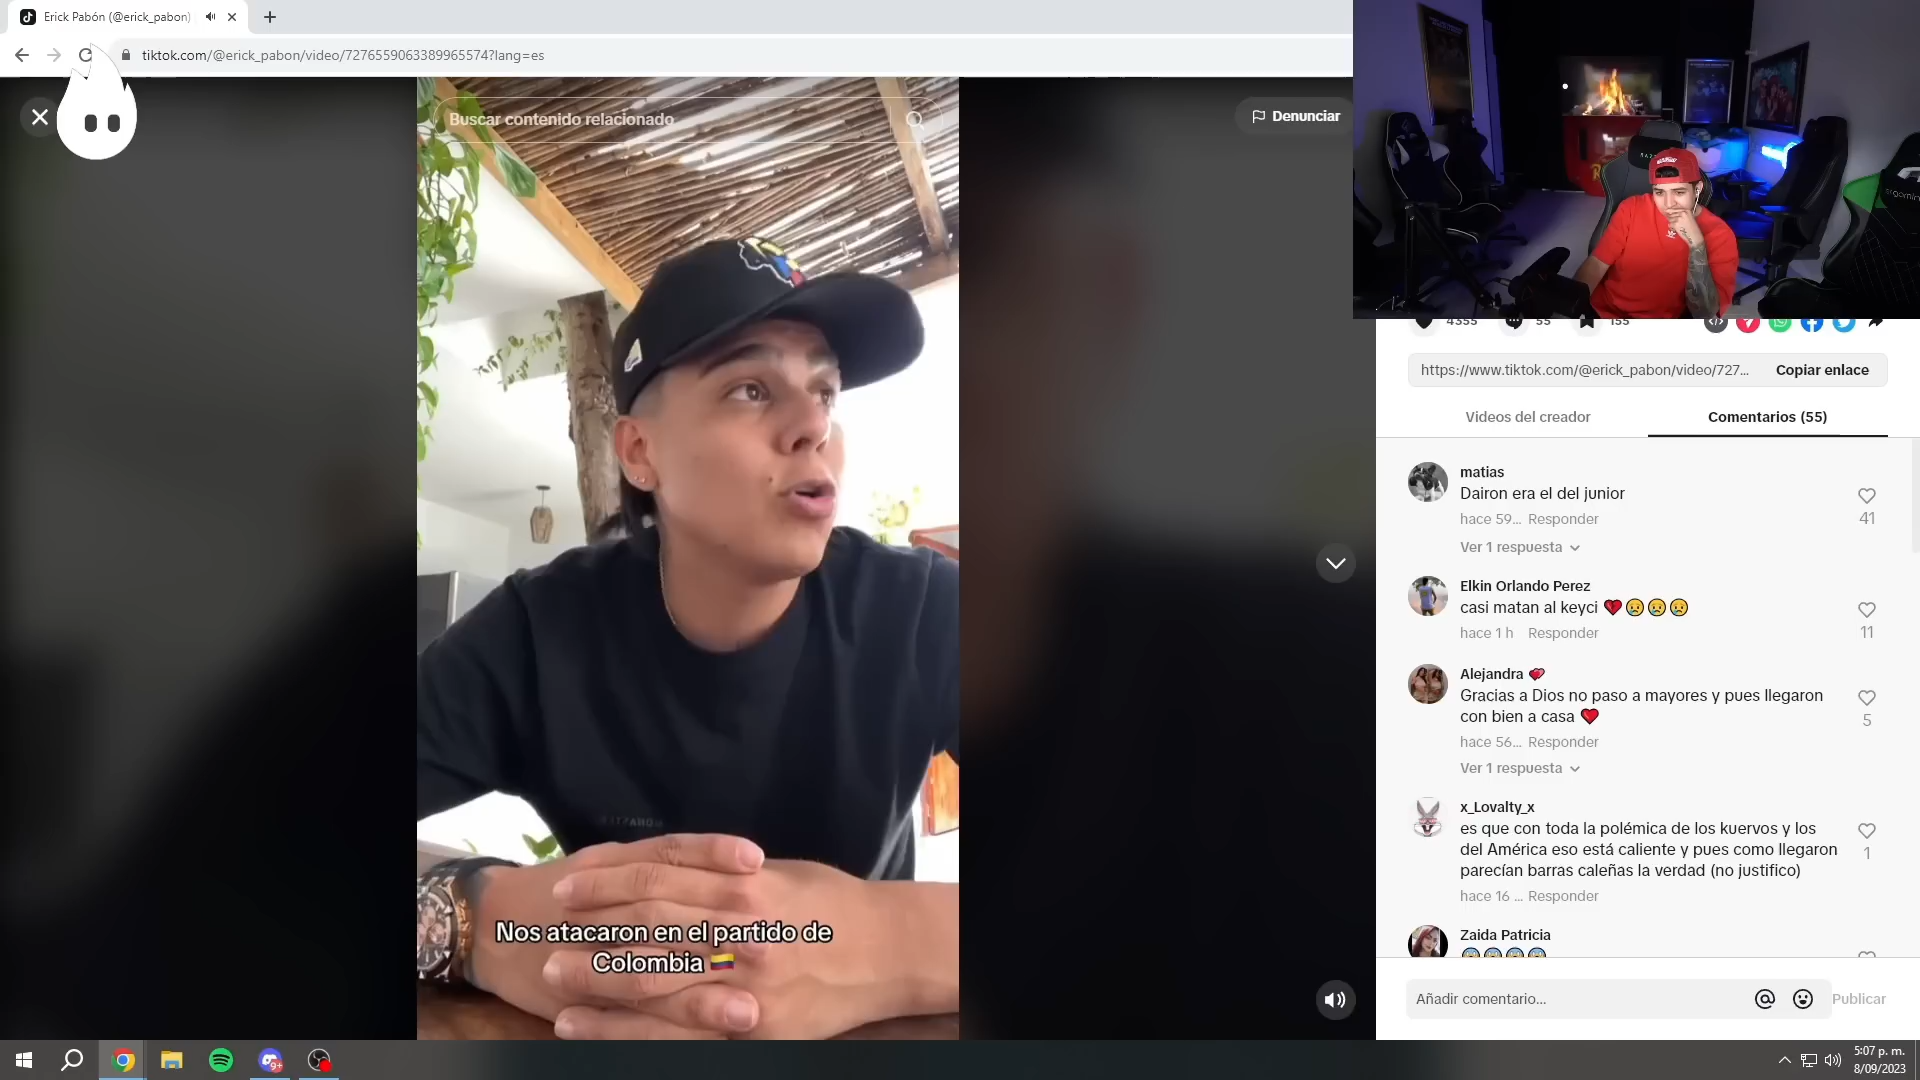 Erick Pabón (@erick_pabon)
tiktok.com/@erick_pabon/video/7276559063389965574?lang=es
Buscar contenido relacionado
Denunciar
4355 55 155
https://www.tiktok.com/@erick_pabon/video/727... Copiar enlace
Videos del creador Comentarios (55)
matias
Dairon era el del junior
41
hace 59... Responder
Ver 1 respuesta
Elkin Orlando Perez
casi matan al keyci 💔😢😢😢
11
hace 1 h Responder
Alejandra 💕
Gracias a Dios no paso a mayores y pues llegaron
con bien a casa ❤️
5
hace 56... Responder
Ver 1 respuesta
x_Lovalty_x
es que con toda la polémica de los kuervos y los
del América eso está caliente y pues como llegaron
parecían barras caleñas la verdad (no justifico)
1
hace 16 ... Responder
Zaida Patricia
😰😰😰😰
Nos atacaron en el partido de
Colombia 🇨🇴
Añadir comentario... Publicar
9+
5:07 p. m.
8/09/2023